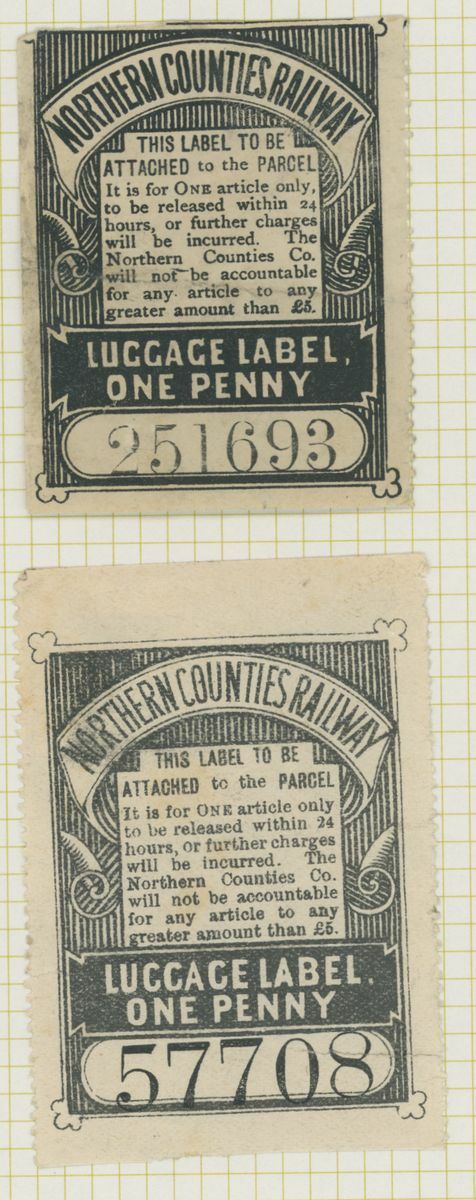 NORTHERN COUNTIES RAILWAY
THIS LABEL TO BE
ATTACHED to the PARCEL
It is for ONE article only,
to be released within 24
hours, or further charges
will be incurred. The
Northern Counties Co.
will not be accountable
for any article to any
greater amount than £5.
LUGGAGE LABEL,
ONE PENNY
251693
NORTHERN COUNTIES RAILWAY
THIS LABEL TO BE
ATTACHED to the PARCEL
It is for ONE article only
to be released within 24
hours, or further charges
will be incurred. The
Northern Counties Co.
will not be accountable
for any article to any
greater amount than £5.
LUGGAGE LABEL.
ONE PENNY
57708